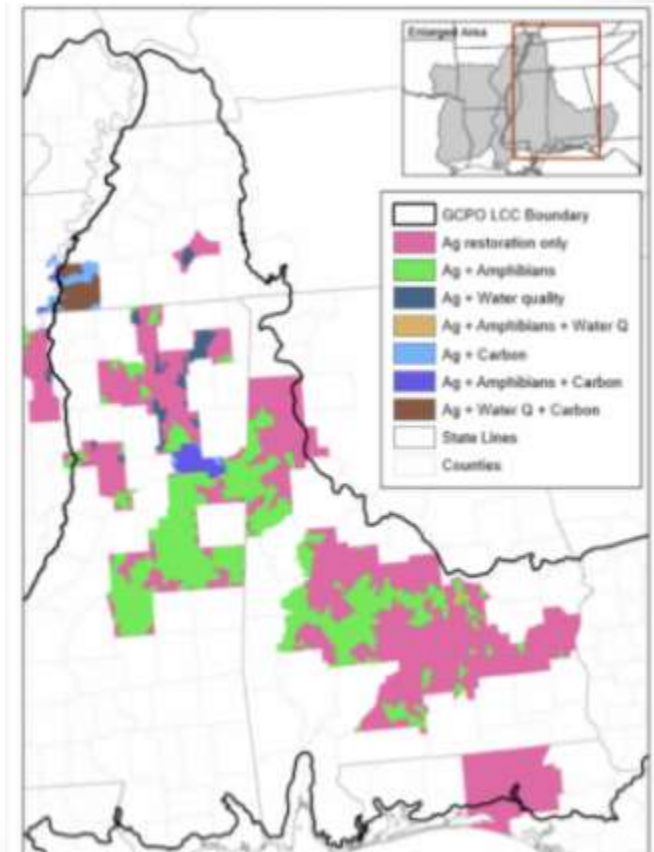 Enlarged Area
GCPO LCC Boundary
Ag restoration only
Ag + Amphibians
Ag + Water quality
Ag + Amphibians + Water Q
Ag + Carbon
Ag + Amphibians + Carbon
Ag + Water Q + Carbon
State Lines
Counties